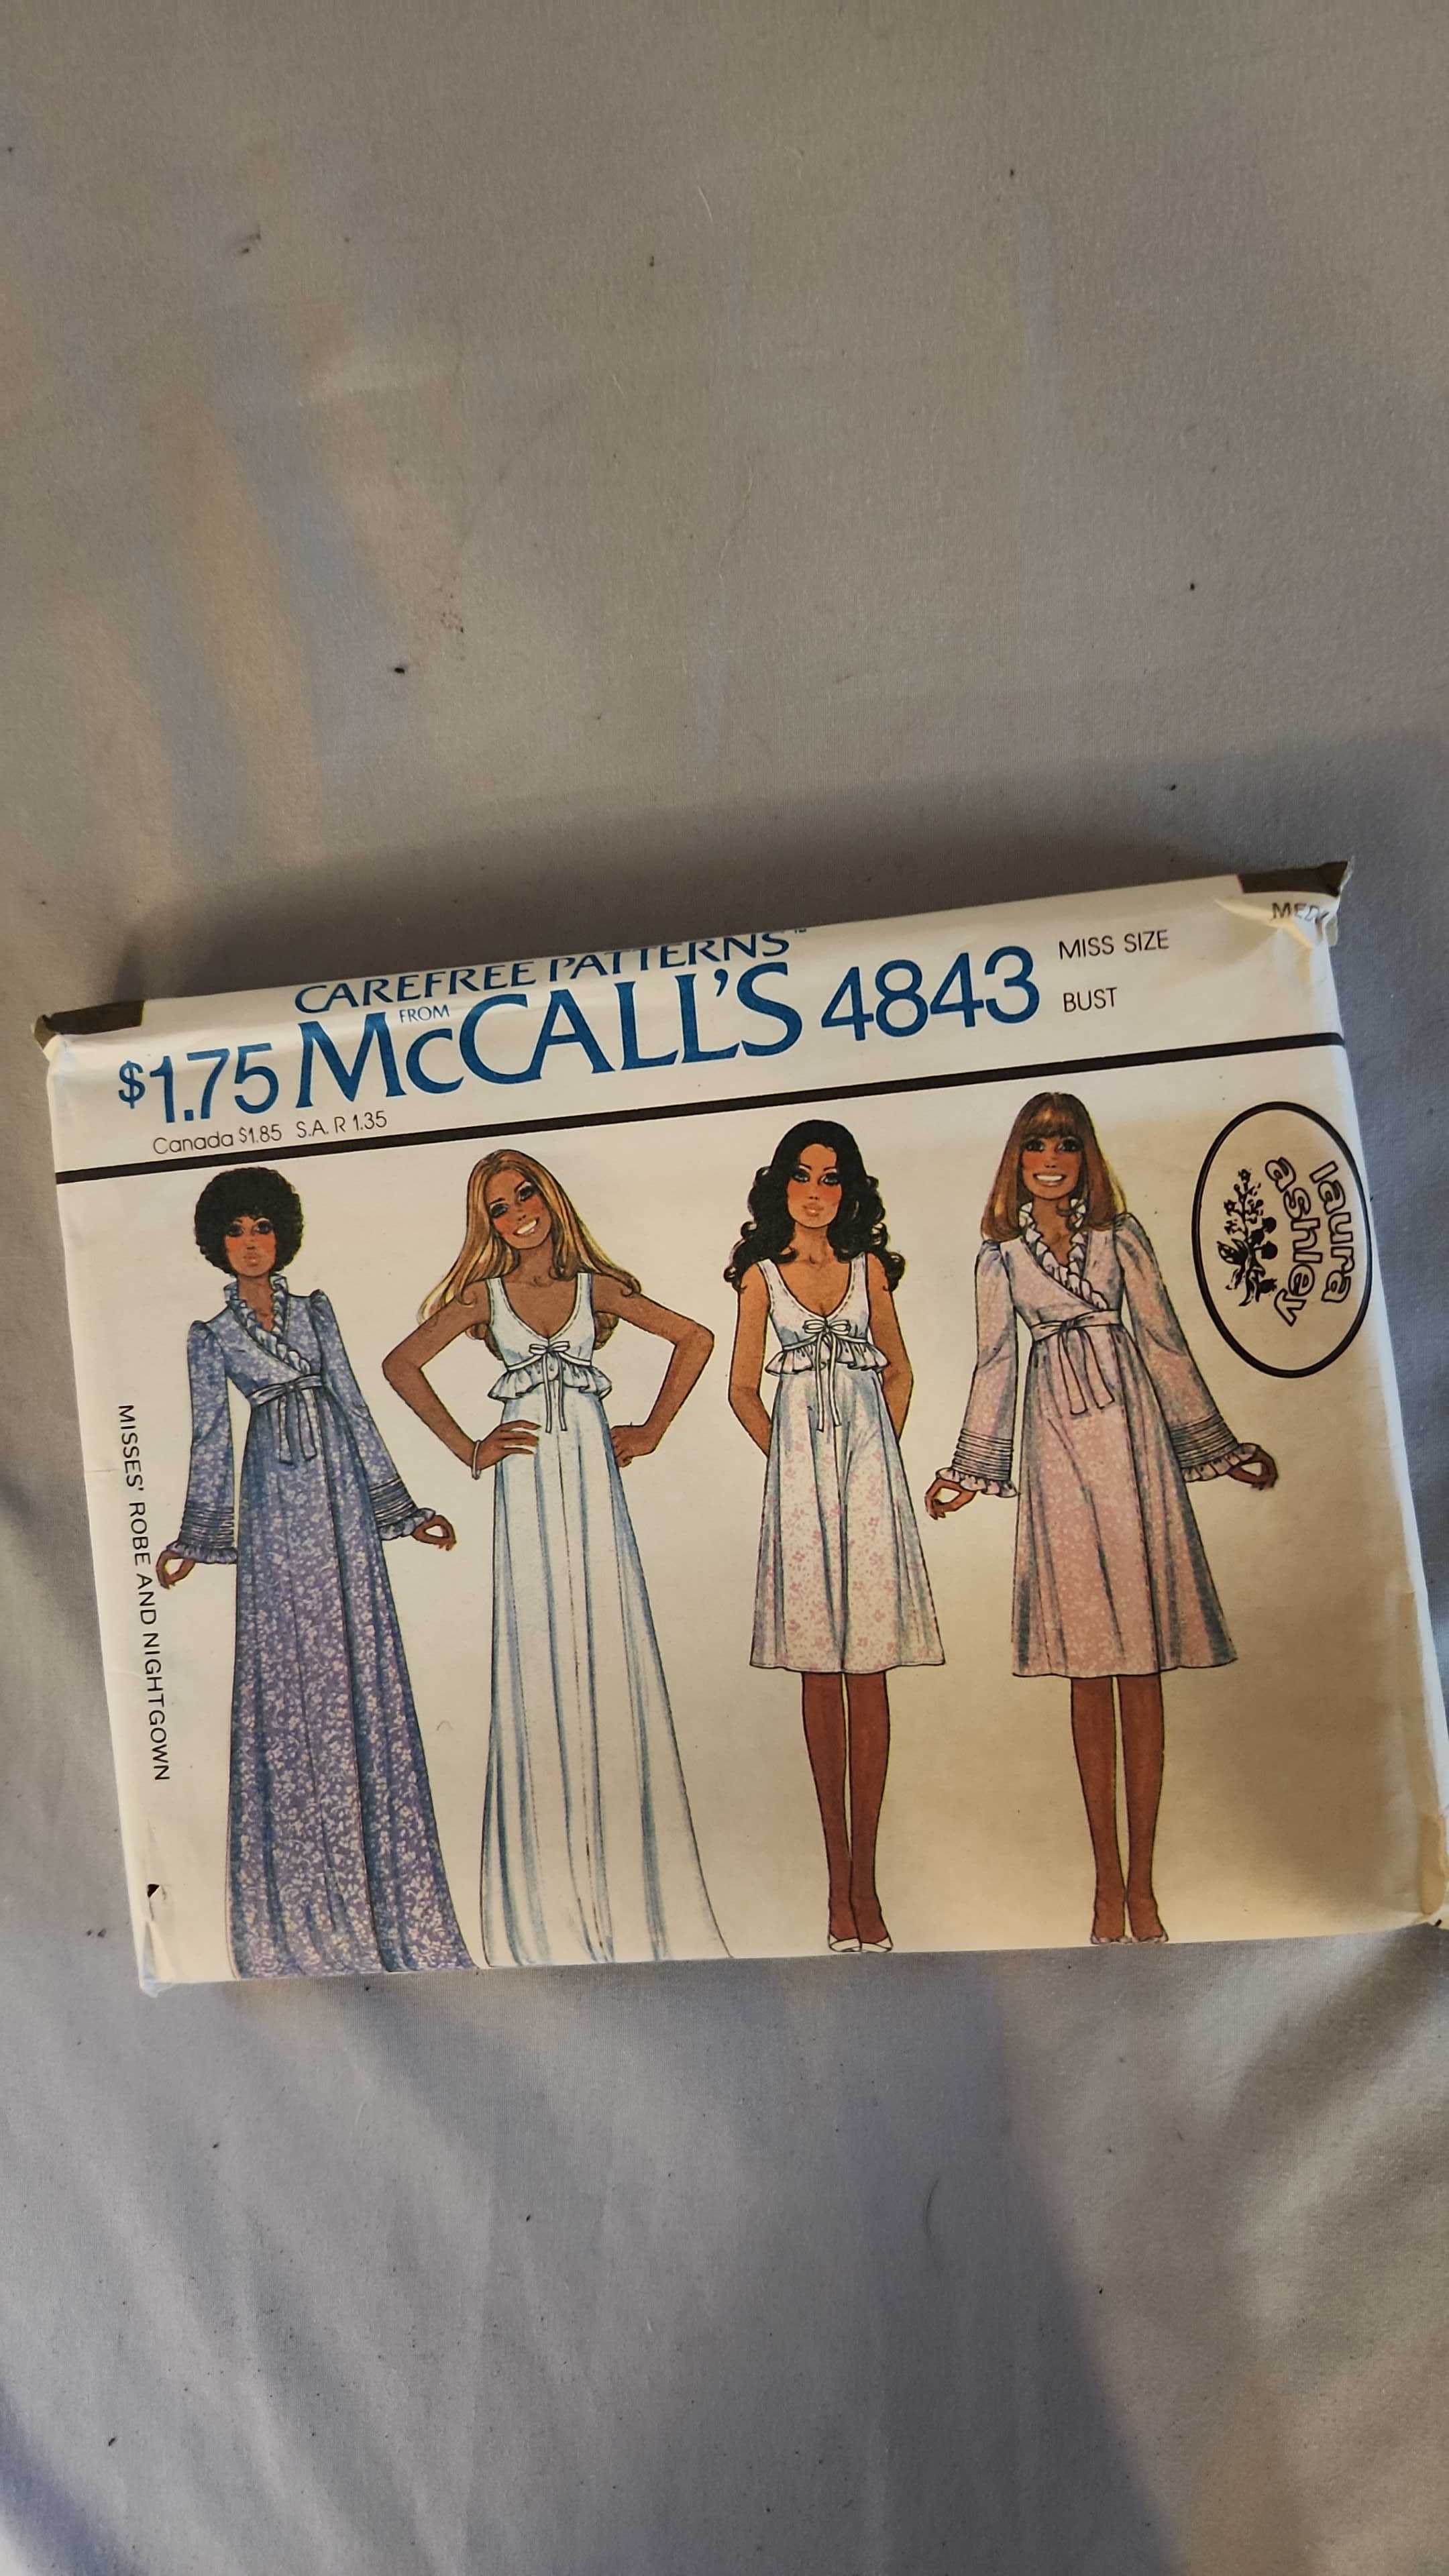 CAREFREE PATTERNS™
FROM
$1.75 McCALL'S 4843
Canada $1.85 S.A. R 1.35
MISS SIZE
BUST
laura
ashley
MISSES' ROBE AND NIGHTGOWN